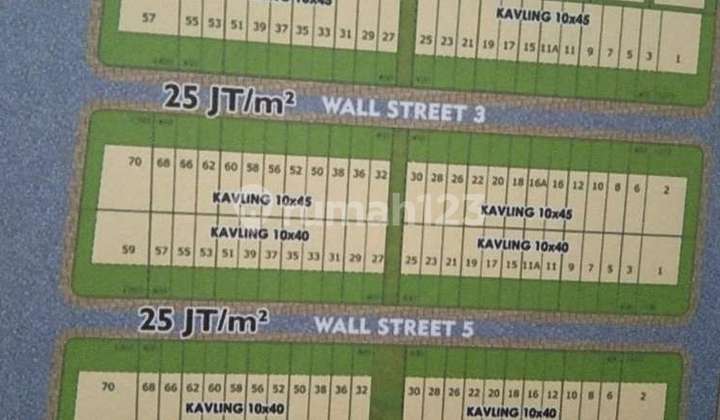 KAVLING 10x45
57 55 53 51 39 37 35 33 31 29 27
KAVLING 10x45
25 23 21 19 17 15 11A 11 9 7 5 3 1
25 JT/m²
WALL STREET 3
70 68 66 62 60 58 56 52 50 38 36 32
KAVLING 10x45
30 28 26 22 20 18 16A 16 12 10 8 6 2
KAVLING 10x45
rumah123
KAVLING 10x40
59 57 55 53 51 39 37 35 33 31 29 27
KAVLING 10x40
25 23 21 19 17 15 11A 11 9 7 5 3 1
25 JT/m²
WALL STREET 5
70 68 66 62 60 58 56 52 50 38 36 32
KAVLING 10x40
30 28 26 22 20 18 16 12 10 8 6 2
KAVLING 10x40